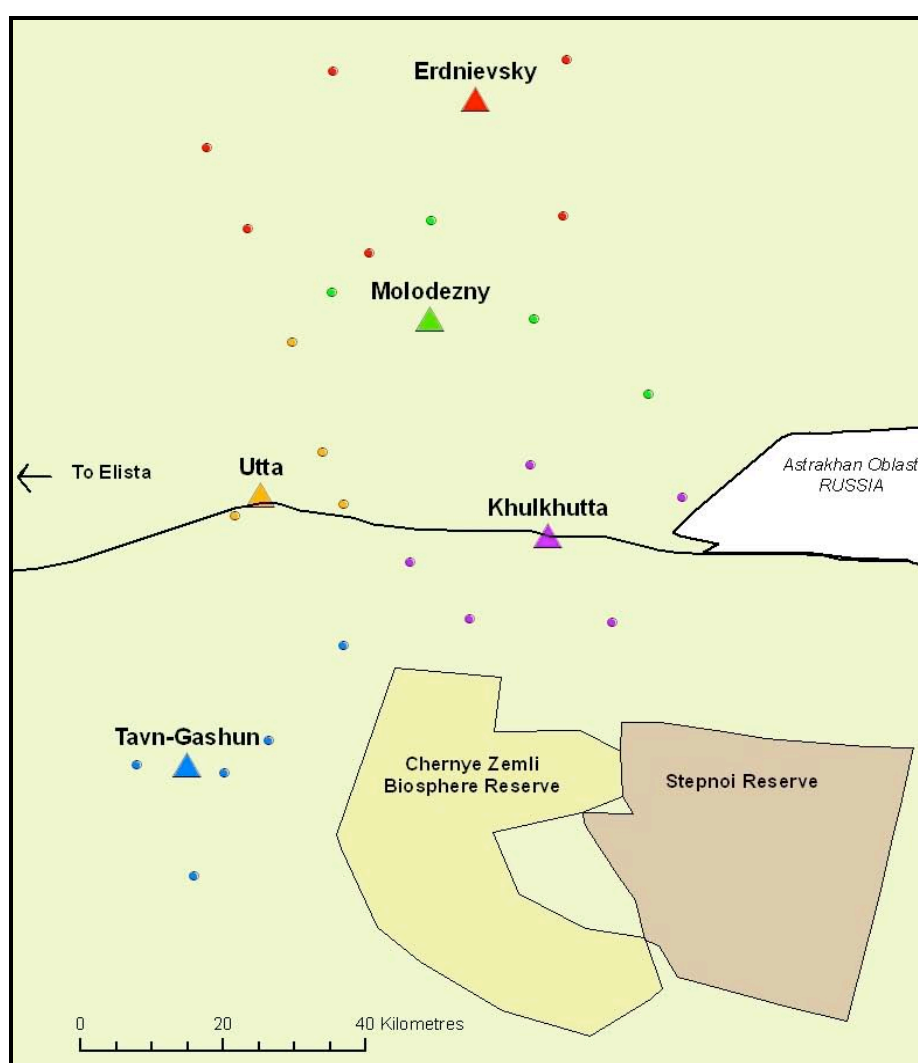 Erdnievsky
Molodezny
To Elista
Utta
Khulkhutta
Astrakhan Oblast
RUSSIA
Tavn-Gashun
Chernye Zemli
Biosphere Reserve
Stepnoi Reserve
0 20 40 Kilometres